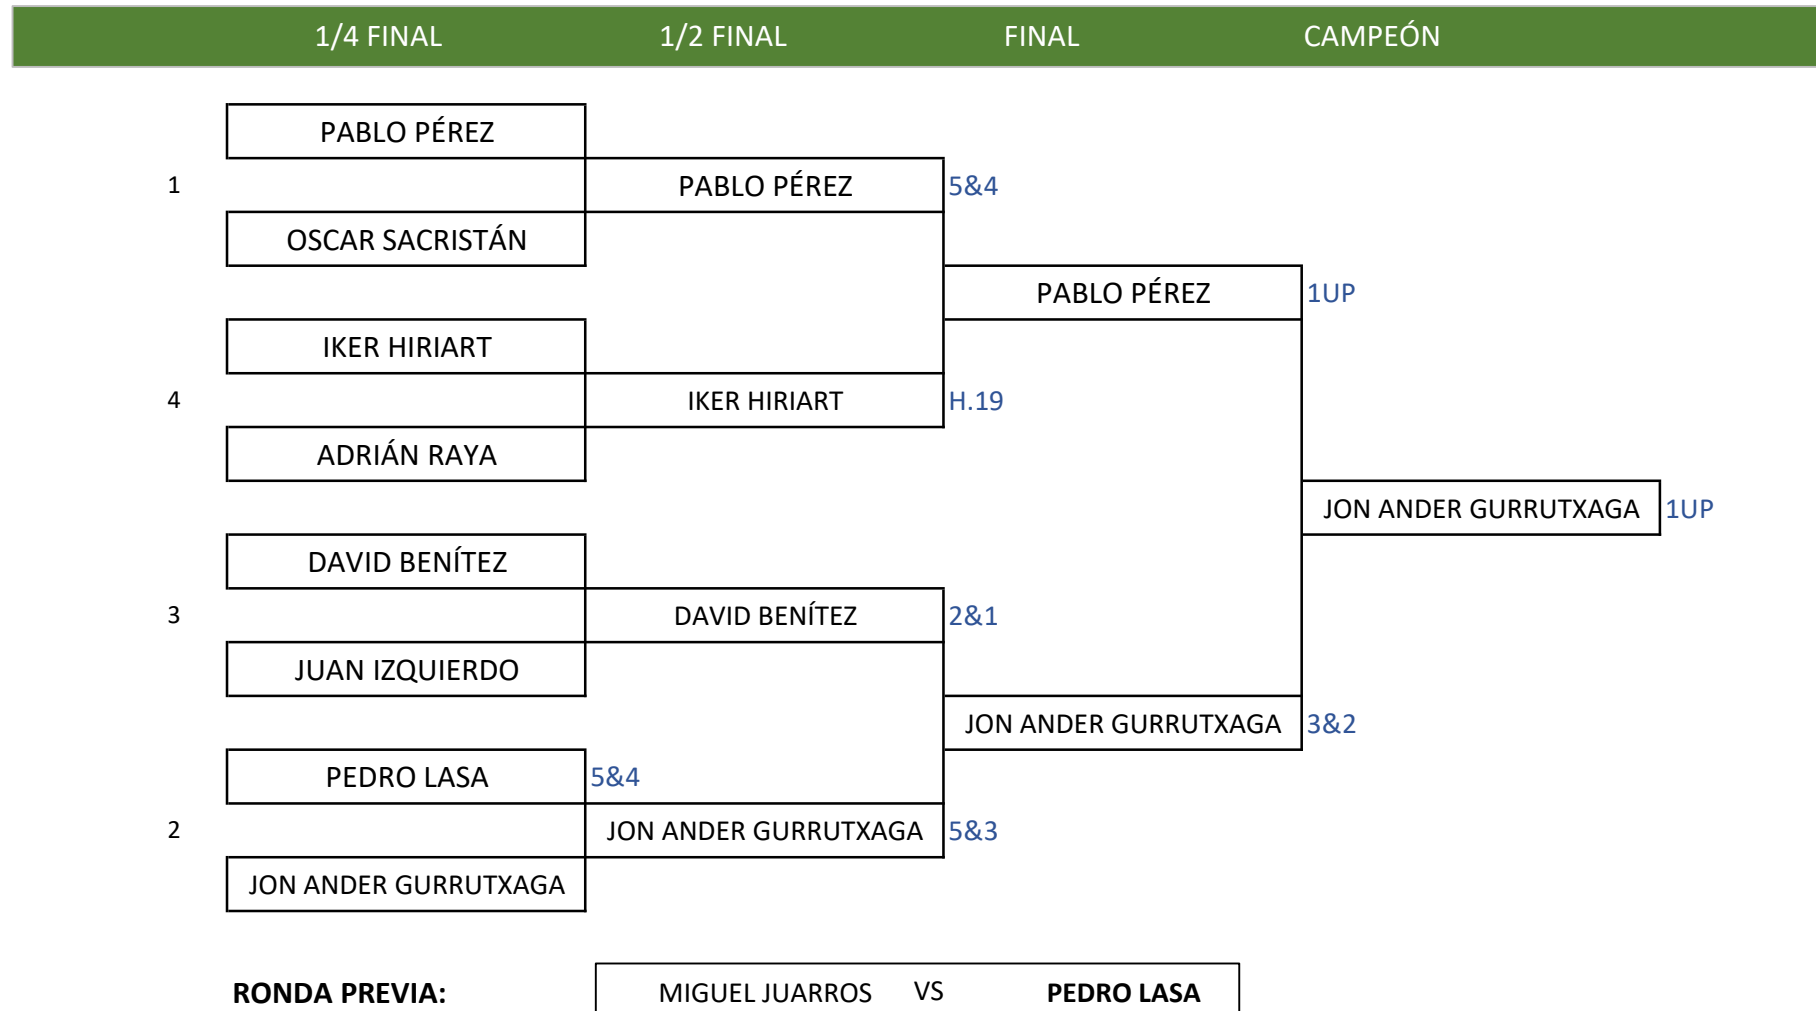 1/4 FINAL 1/2 FINAL FINAL CAMPEÓN
PABLO PÉREZ
1 PABLO PÉREZ 5&4
OSCAR SACRISTÁN
PABLO PÉREZ 1UP
IKER HIRIART
4 IKER HIRIART H.19
ADRIÁN RAYA
JON ANDER GURRUTXAGA 1UP
DAVID BENÍTEZ
3 DAVID BENÍTEZ 2&1
JUAN IZQUIERDO
JON ANDER GURRUTXAGA 3&2
PEDRO LASA 5&4
2 JON ANDER GURRUTXAGA 5&3
JON ANDER GURRUTXAGA
RONDA PREVIA: MIGUEL JUARROS VS PEDRO LASA